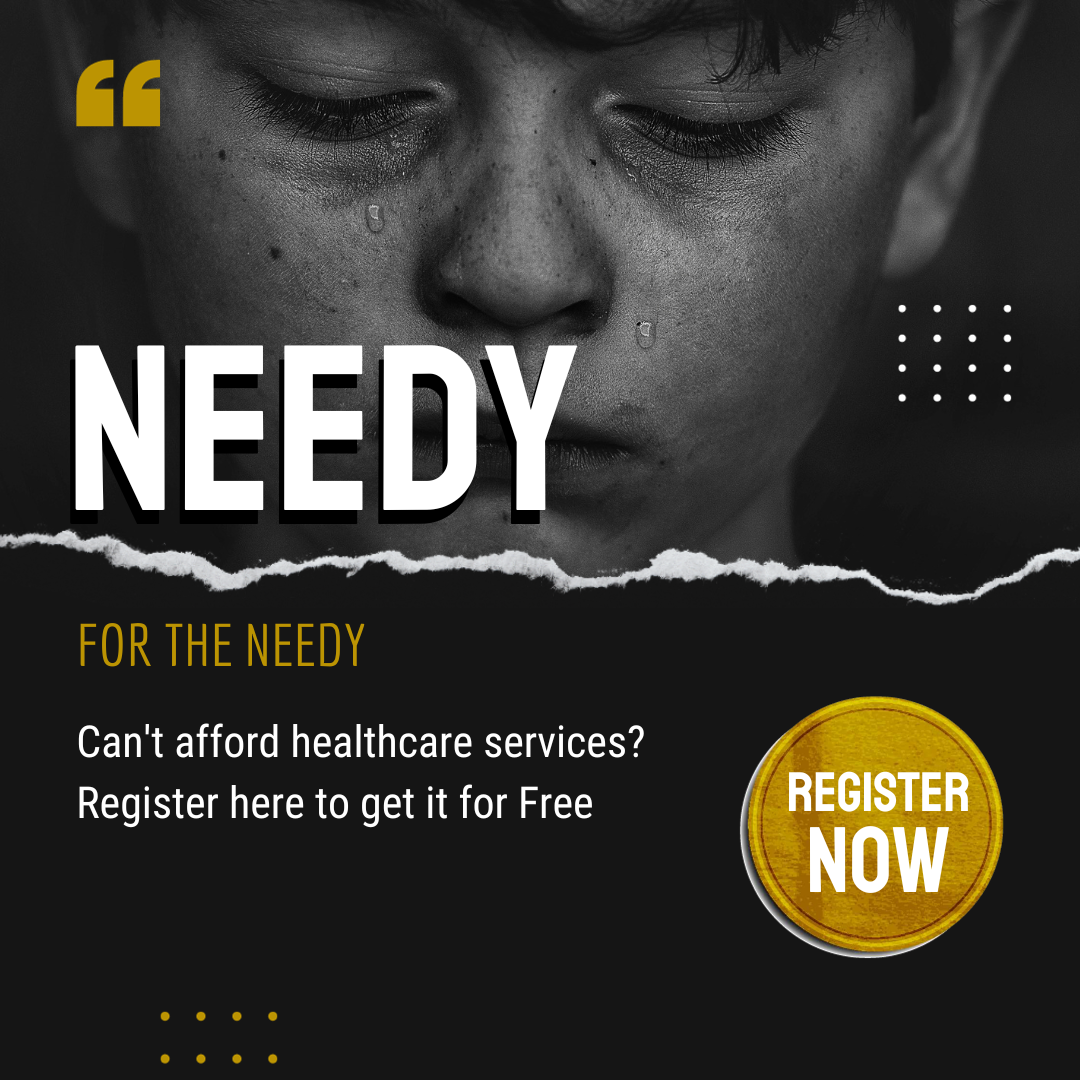 ❝
NEEDY
FOR THE NEEDY
Can't afford healthcare services?
Register here to get it for Free
REGISTER
NOW